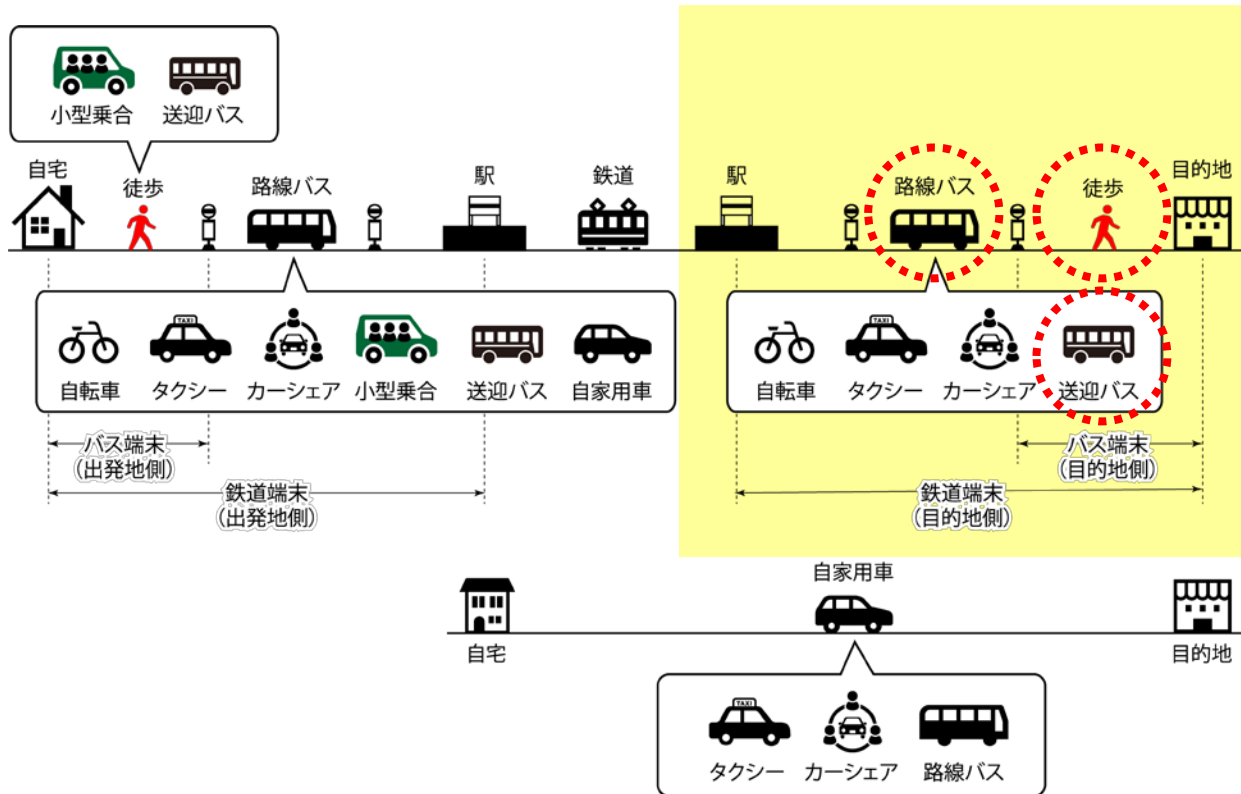 小型乗合 送迎バス
自宅 徒歩 路線バス 駅 鉄道 駅 路線バス 徒歩 目的地
TAXI TAXI
自転車 タクシー カーシェア 小型乗合 送迎バス 自家用車 自転車 タクシー カーシェア 送迎バス
バス端末
(出発地側)
バス端末
(目的地側)
鉄道端末
(出発地側)
鉄道端末
(目的地側)
自家用車
自宅 目的地
TAXI
タクシー カーシェア 路線バス